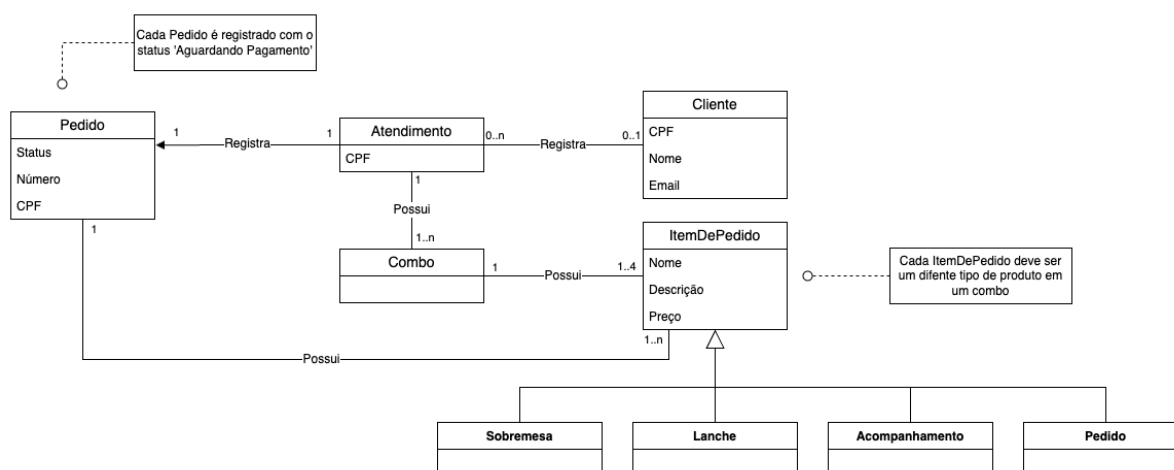 Cada Pedido é registrado com o
status 'Aguardando Pagamento'
Pedido
Status
Número
CPF
1
Registra
1
Atendimento
CPF
0..n
Registra
0..1
Cliente
CPF
Nome
Email
1
Possui
1..n
Combo
1
Possui
1..4
ItemDePedido
Nome
Descrição
Preço
Cada ItemDePedido deve ser
um difente tipo de produto em
um combo
1
Possui
1..n
Sobremesa
Lanche
Acompanhamento
Pedido